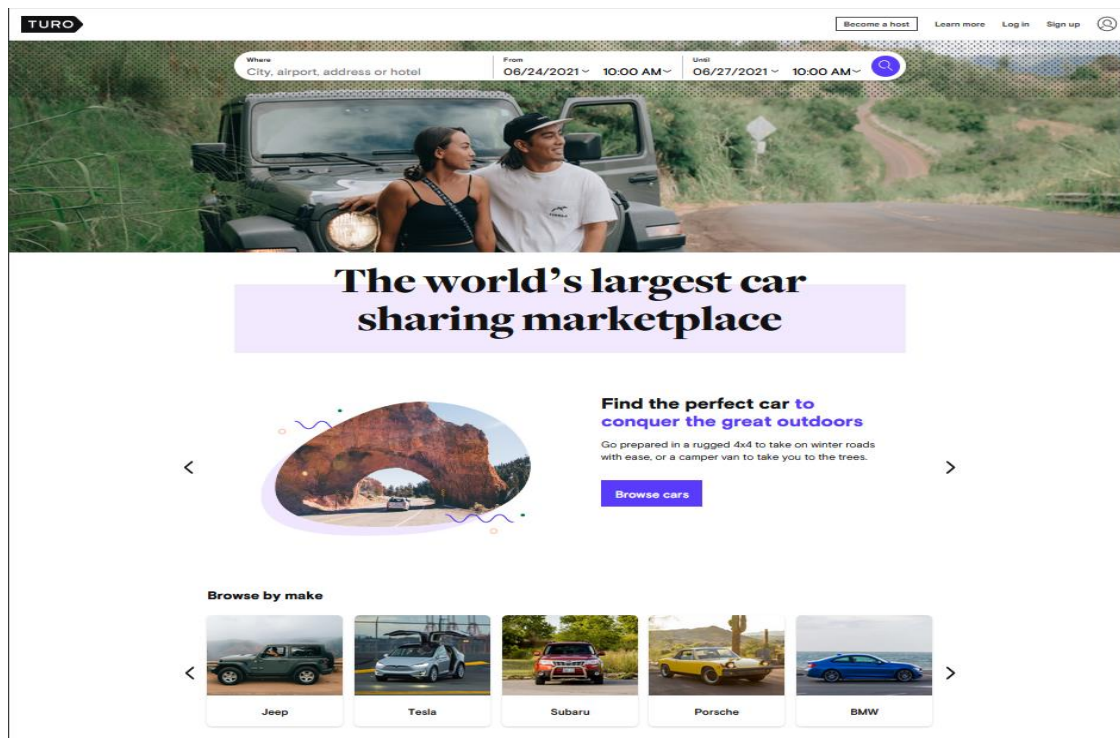 TURO
Become a host Learn more Log in Sign up
Where From Until
City, airport, address or hotel 06/24/2021 10:00 AM 06/27/2021 10:00 AM
The world's largest car
sharing marketplace
Find the perfect car to
conquer the great outdoors
Go prepared in a rugged 4x4 to take on winter roads
with ease, or a camper van to take you to the trees.
Browse cars
Browse by make
Jeep Tesla Subaru Porsche BMW